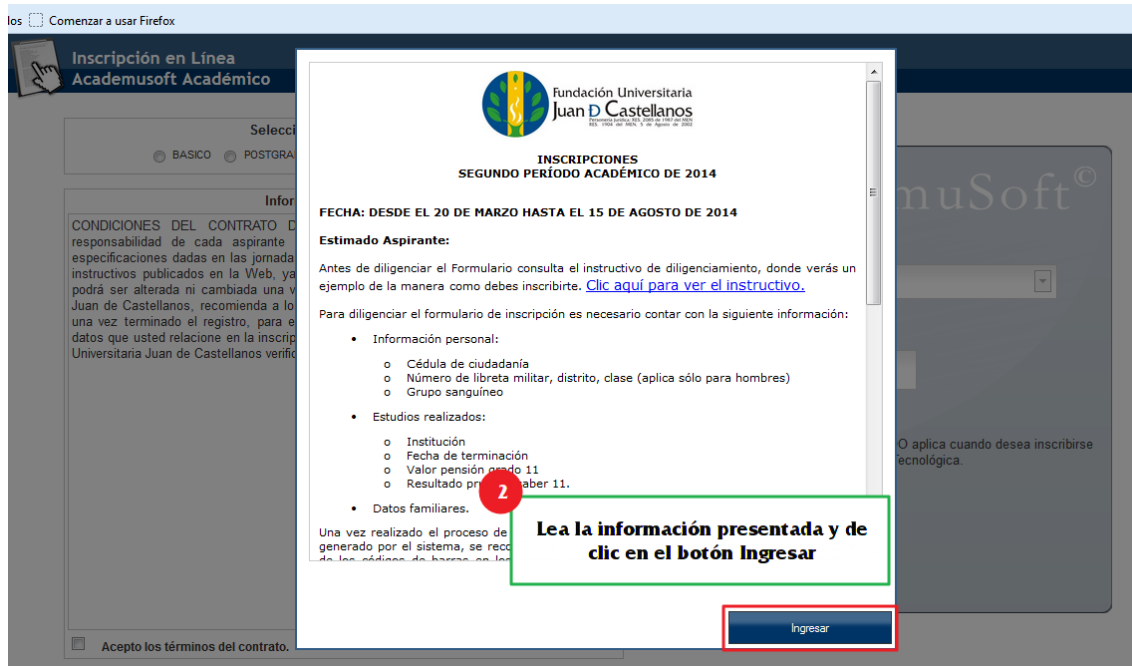 los Comenzar a usar Firefox
Inscripción en Línea
Academusoft Académico
Selecci
BASICO POSTGRA
Infor
CONDICIONES DEL CONTRATO D
responsabilidad de cada aspirante
especificaciones dadas en las jornada
instructivos publicados en la Web, ya
podrá ser alterada ni cambiada una v
Juan de Castellanos, recomienda a lo
una vez terminado el registro, para e
datos que usted relacione en la inscrip
Universitaria Juan de Castellanos verific
Acepto los términos del contrato.
Fundación Universitaria
Juan D Castellanos
INSCRIPCIONES
SEGUNDO PERÍODO ACADÉMICO DE 2014
FECHA: DESDE EL 20 DE MARZO HASTA EL 15 DE AGOSTO DE 2014
Estimado Aspirante:
Antes de diligenciar el Formulario consulta el instructivo de diligenciamiento, donde verás un
ejemplo de la manera como debes inscribirte. Clic aquí para ver el instructivo.
Para diligenciar el formulario de inscripción es necesario contar con la siguiente información:
• Información personal:
o Cédula de ciudadanía
o Número de libreta militar, distrito, clase (aplica sólo para hombres)
o Grupo sanguíneo
• Estudios realizados:
o Institución
o Fecha de terminación
o Valor pensión grado 11
o Resultado pr aber 11.
• Datos familiares.
Una vez realizado el proceso de
generado por el sistema, se reco
de los códigos de barras en los
2
Lea la información presentada y de
clic en el botón Ingresar
Ingresar
muSoft©
O aplica cuando desea inscribirse
Tecnológica.